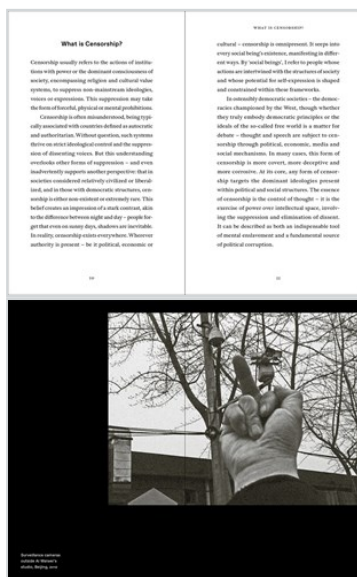 What is Censorship?
Censorship usually refers to the actions of institu-
tions with power or the dominant consciousness of
society, encompassing religion and cultural value
systems, to suppress non-mainstream ideologies,
voices or expressions. This suppression may take
the form of forceful, physical or mental prohibitions.
Censorship is often misunderstood, being typi-
cally associated with countries defined as autocratic
and authoritarian. Without question, such systems
thrive on strict ideological control and the suppres-
sion of dissenting voices. But this understanding
overlooks other forms of suppression – and even
inadvertently supports another perspective: that in
societies considered relatively civilized or liberal-
ized, and in those with democratic structures, cen-
sorship is either non-existent or extremely rare. This
belief creates an impression of a stark contrast, akin
to the difference between night and day – people for-
get that even on sunny days, shadows are inevitable.
In reality, censorship exists everywhere. Wherever
authority is present – be it political, economic or
WHAT IS CENSORSHIP?
cultural – censorship is omnipresent. It seeps into
every social being's existence, manifesting in differ-
ent ways. By 'social beings', I refer to people whose
actions are intertwined with the structures of society
and whose potential for self-expression is shaped
and constrained within these frameworks.
In ostensibly democratic societies – the democ-
racies championed by the West, though whether
they truly embody democratic principles or the
ideals of the so-called free world is a matter for
debate – thought and speech are subject to cen-
sorship through political, economic, media and
social mechanisms. In many cases, this form of
censorship is more covert, more deceptive and
more corrosive. At its core, any form of censor-
ship targets the dominant ideologies present
within political and social structures. The essence
of censorship is the control of thought – it is the
exercise of power over intellectual space, involv-
ing the suppression and elimination of dissent.
It can be described as both an indispensable tool
of mental enslavement and a fundamental source
of political corruption.
Surveillance cameras
outside Ai Weiwei's
studio, Beijing, 2010